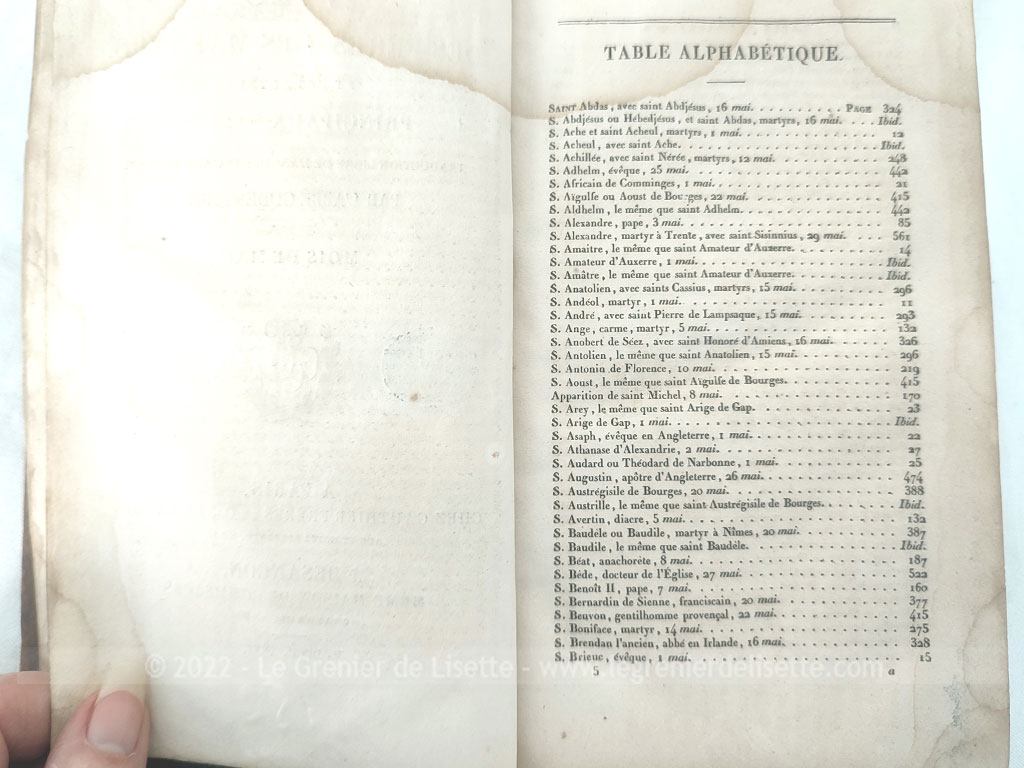 TABLE ALPHABÉTIQUE.
SAINT Abdas, avec saint Abdjésus, 16 mai. . . . . . . . . . PAGE 324
S. Abdjésus ou Hébedjésus, et saint Abdas, martyrs, 16 mai. . . . Ibid.
S. Ache et saint Acheul, martyrs, 1 mai. . . . . . . . . . . . . 12
S. Acheul, avec saint Ache. . . . . . . . . . . . . . . . . . Ibid.
S. Achillée, avec saint Nérée, martyrs, 12 mai. . . . . . . . . . 248
S. Adhelm, évêque, 25 mai. . . . . . . . . . . . . . . . . . 442
S. Africain de Comminges, 1 mai. . . . . . . . . . . . . . . . 21
S. Aïgulfe ou Aoust de Bourges, 22 mai. . . . . . . . . . . . . 415
S. Aldhelm, le même que saint Adhelm. . . . . . . . . . . . . . 442
S. Alexandre, pape, 3 mai. . . . . . . . . . . . . . . . . . . 85
S. Alexandre, martyr à Trente, avec saint Sisinnius, 29 mai. . . . . 561
S. Amaitre, le même que saint Amateur d'Auxerre. . . . . . . . . . 14
S. Amateur d'Auxerre, 1 mai. . . . . . . . . . . . . . . . . . Ibid.
S. Amâtre, le même que saint Amateur d'Auxerre. . . . . . . . . . Ibid.
S. Anatolien, avec saints Cassius, martyrs, 15 mai. . . . . . . . . 296
S. Andéol, martyr, 1 mai. . . . . . . . . . . . . . . . . . . 11
S. André, avec saint Pierre de Lampsaque, 15 mai. . . . . . . . . 293
S. Ange, carme, martyr, 5 mai. . . . . . . . . . . . . . . . . 132
S. Anobert de Séez, avec saint Honoré d'Amiens, 16 mai. . . . . . . 326
S. Antolien, le même que saint Anatolien, 15 mai. . . . . . . . . . 296
S. Antonin de Florence, 10 mai. . . . . . . . . . . . . . . . . 219
S. Aoust, le même que saint Aïgulfe de Bourges. . . . . . . . . . 415
Apparition de saint Michel, 8 mai. . . . . . . . . . . . . . . . 170
S. Arey, le même que saint Arige de Gap. . . . . . . . . . . . . 23
S. Arige de Gap, 1 mai. . . . . . . . . . . . . . . . . . . . Ibid.
S. Asaph, évêque en Angleterre, 1 mai. . . . . . . . . . . . . . 22
S. Athanase d'Alexandrie, 2 mai. . . . . . . . . . . . . . . . 27
S. Audard ou Théodard de Narbonne, 1 mai. . . . . . . . . . . . 25
S. Augustin, apôtre d'Angleterre, 26 mai. . . . . . . . . . . . . 474
S. Austrégisile de Bourges, 20 mai. . . . . . . . . . . . . . . 388
S. Austrille, le même que saint Austrégisile de Bourges. . . . . . . Ibid.
S. Avertin, diacre, 5 mai. . . . . . . . . . . . . . . . . . . 132
S. Baudèle ou Baudile, martyr à Nîmes, 20 mai. . . . . . . . . . 387
S. Baudile, le même que saint Baudèle. . . . . . . . . . . . . . Ibid.
S. Béat, anachorète, 8 mai. . . . . . . . . . . . . . . . . . 187
S. Bède, docteur de l'Église, 27 mai. . . . . . . . . . . . . . . 522
S. Benoît II, pape, 7 mai. . . . . . . . . . . . . . . . . . . 160
S. Bernardin de Sienne, franciscain, 20 mai. . . . . . . . . . . . 377
S. Beuvon, gentilhomme provençal, 22 mai. . . . . . . . . . . . 415
S. Boniface, martyr, 14 mai. . . . . . . . . . . . . . . . . . 275
S. Brendan l'ancien, abbé en Irlande, 16 mai. . . . . . . . . . . 328
S. Brieuc, évêque, 1 mai. . . . . . . . . . . . . . . . . . . 15
5 a
© 2022 - Le Grenier de Lisette - www.legrenierdelisette.com